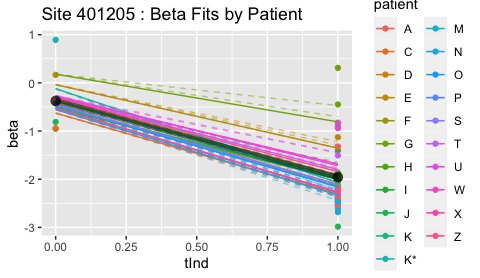 Site 401205 : Beta Fits by Patient
beta
1
0
-1
-2
-3
0.00
0.25
0.50
0.75
1.00
tInd
patient
A
C
D
E
F
G
H
I
J
K
K*
M
N
O
P
S
T
U
W
X
Z